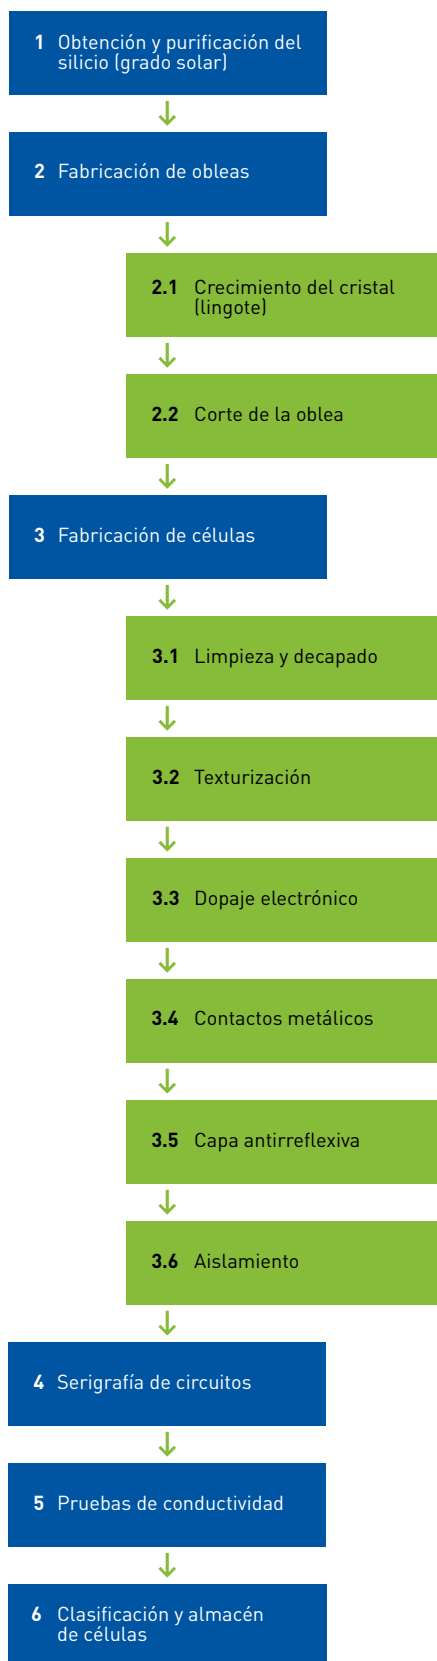 1 Obtención y purificación del
silicio (grado solar)
2 Fabricación de obleas
2.1 Crecimiento del cristal
(lingote)
2.2 Corte de la oblea
3 Fabricación de células
3.1 Limpieza y decapado
3.2 Texturización
3.3 Dopaje electrónico
3.4 Contactos metálicos
3.5 Capa antirreflexiva
3.6 Aislamiento
4 Serigrafía de circuitos
5 Pruebas de conductividad
6 Clasificación y almacén
de células